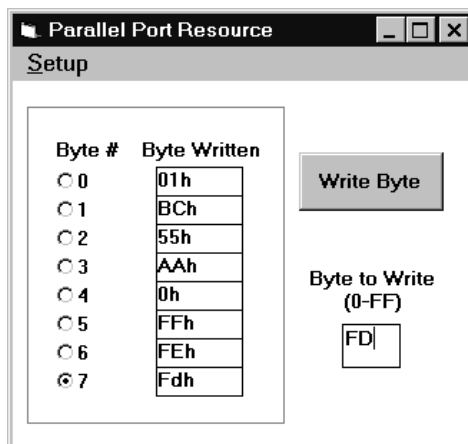 Parallel Port Resource
Setup
Byte # Byte Written
0 01h
1 BCh
2 55h
3 AAh
4 0h
5 FFh
6 FEh
7 Fdh
Write Byte
Byte to Write
(0-FF)
FD